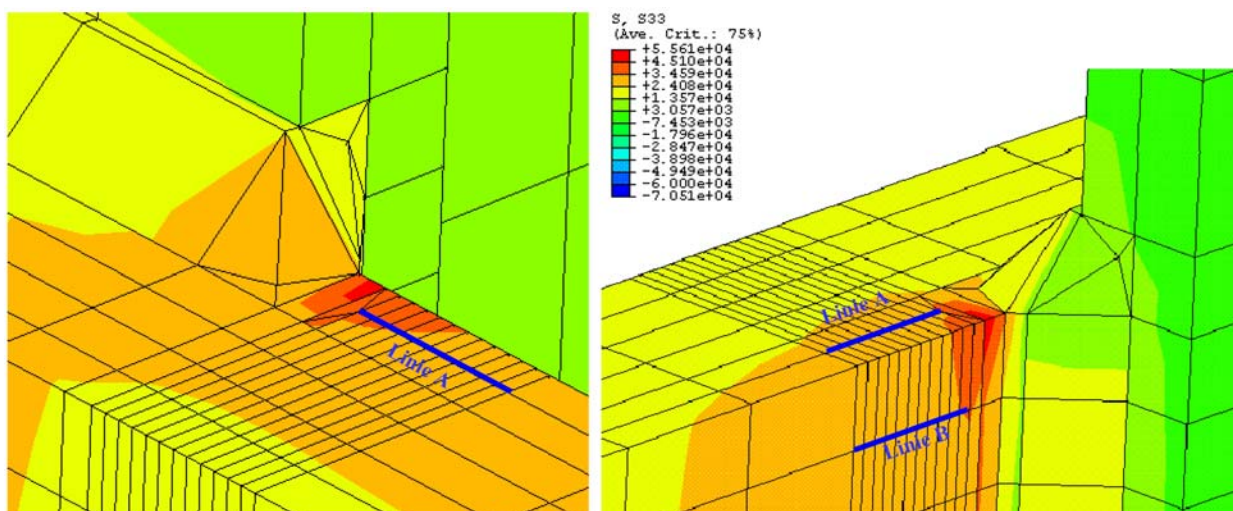 S, S33
(Ave. Crit.: 75%)
+5.561e+04
+4.510e+04
+3.459e+04
+2.408e+04
+1.357e+04
+3.057e+03
-7.453e+03
-1.796e+04
-2.847e+04
-3.898e+04
-4.949e+04
-6.000e+04
-7.051e+04
Linie A
Linie A
Linie B